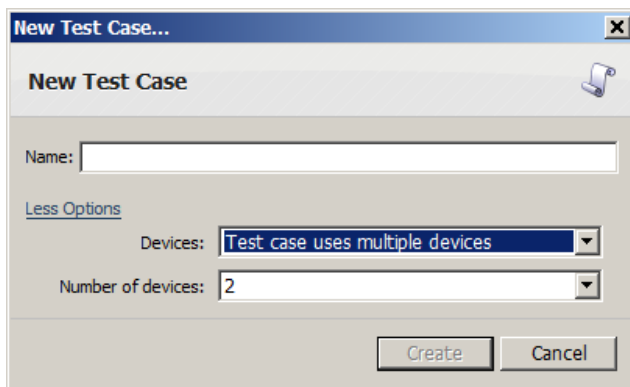 New Test Case...
New Test Case
Name:
Less Options
Devices: Test case uses multiple devices
Number of devices: 2
Create Cancel